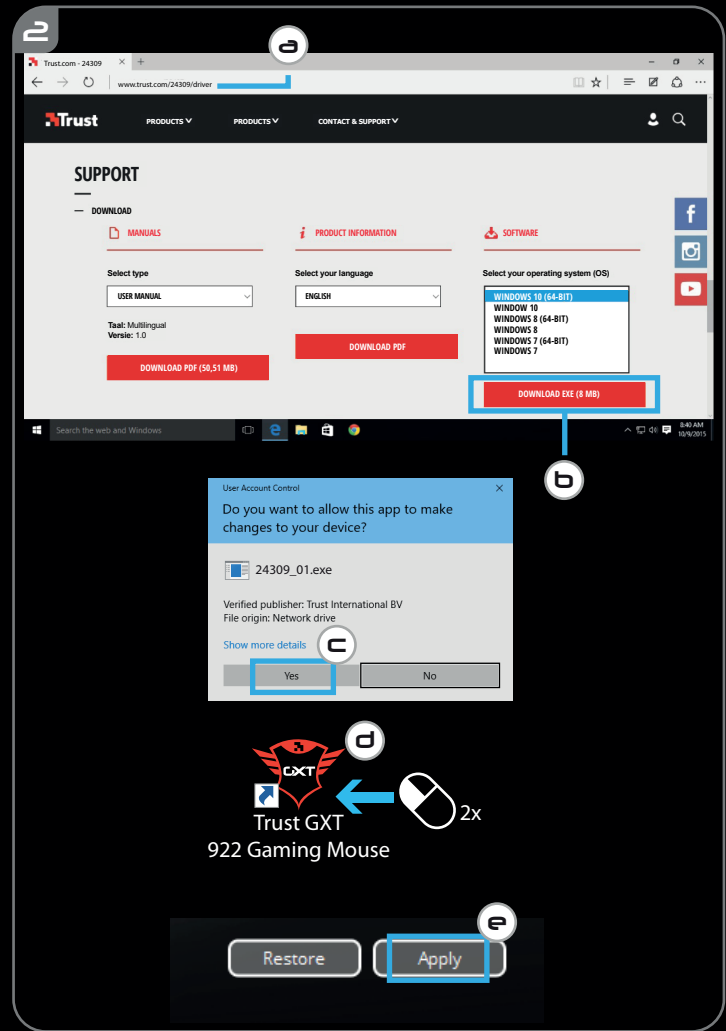 2
a
Trust.com - 24309
www.trust.com/24309/driver
Trust
PRODUCTS
PRODUCTS
CONTACT & SUPPORT
SUPPORT
DOWNLOAD
MANUALS
Select type
USER MANUAL
Taal: Multilingual
Versie: 1.0
DOWNLOAD PDF (50,51 MB)
PRODUCT INFORMATION
Select your language
ENGLISH
DOWNLOAD PDF
SOFTWARE
Select your operating system (OS)
WINDOWS 10 (64-BIT)
WINDOW 10
WINDOWS 8 (64-BIT)
WINDOWS 8
WINDOWS 7 (64-BIT)
WINDOWS 7
DOWNLOAD EXE (8 MB)
f
Search the web and Windows
8:40 AM
10/9/2015
b
User Account Control
Do you want to allow this app to make
changes to your device?
24309_01.exe
Verified publisher: Trust International BV
File origin: Network drive
Show more details
c
Yes
No
d
GXT
2x
Trust GXT
922 Gaming Mouse
e
Restore
Apply